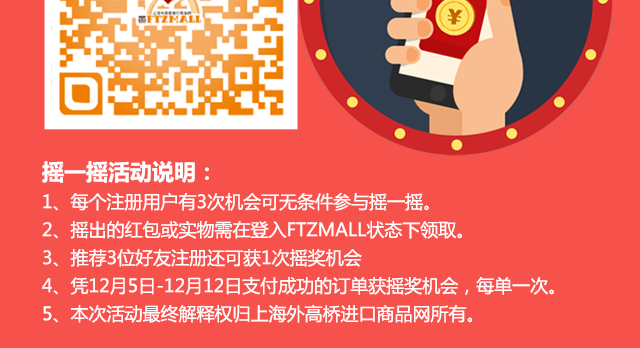 FTZMALL
¥
摇一摇活动说明：
1、每个注册用户有3次机会可无条件参与摇一摇。
2、摇出的红包或实物需在登入FTZMALL状态下领取。
3、推荐3位好友注册还可获1次摇奖机会
4、凭12月5日-12月12日支付成功的订单获摇奖机会，每单一次。
5、本次活动最终解释权归上海外高桥进口商品网所有。